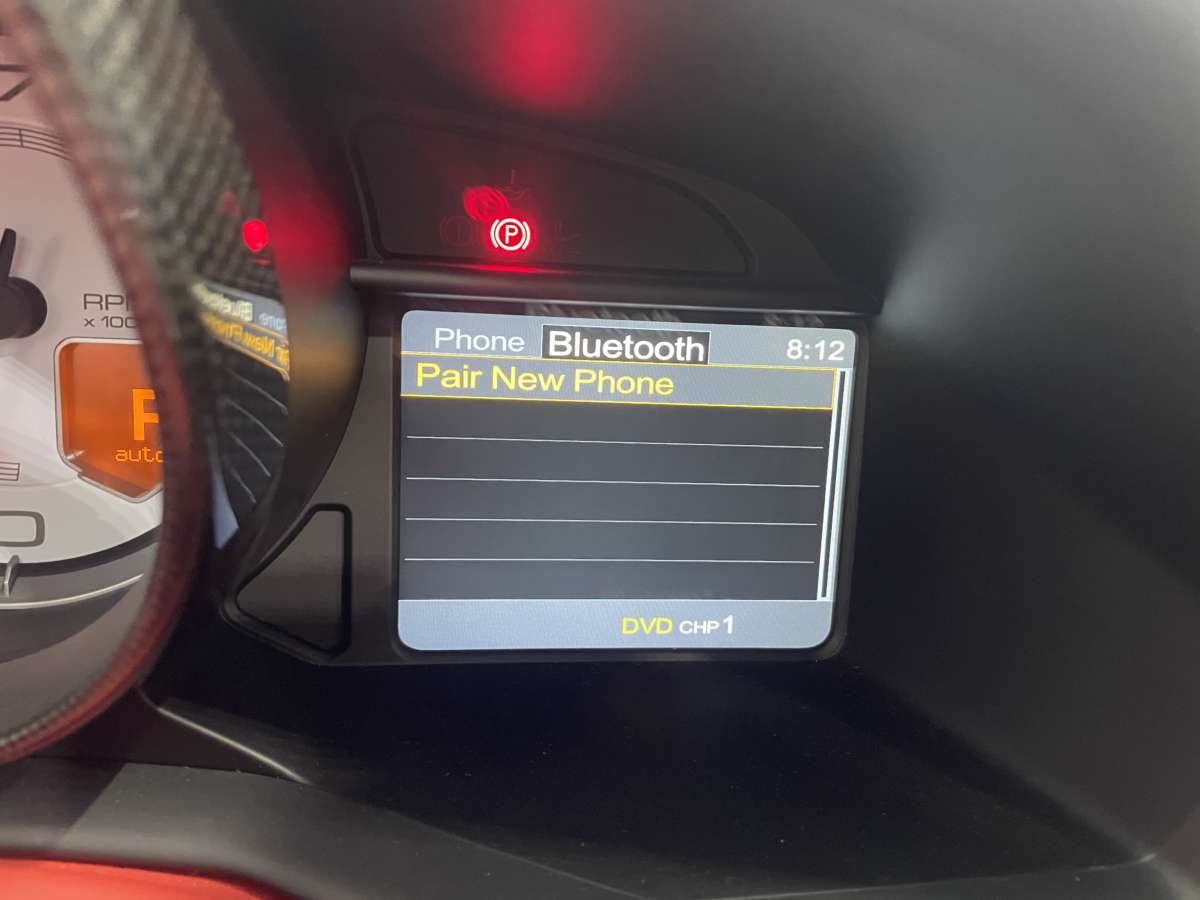 RPM
x 100
auto
P
Phone Bluetooth 8:12
Pair New Phone
DVD CHP 1